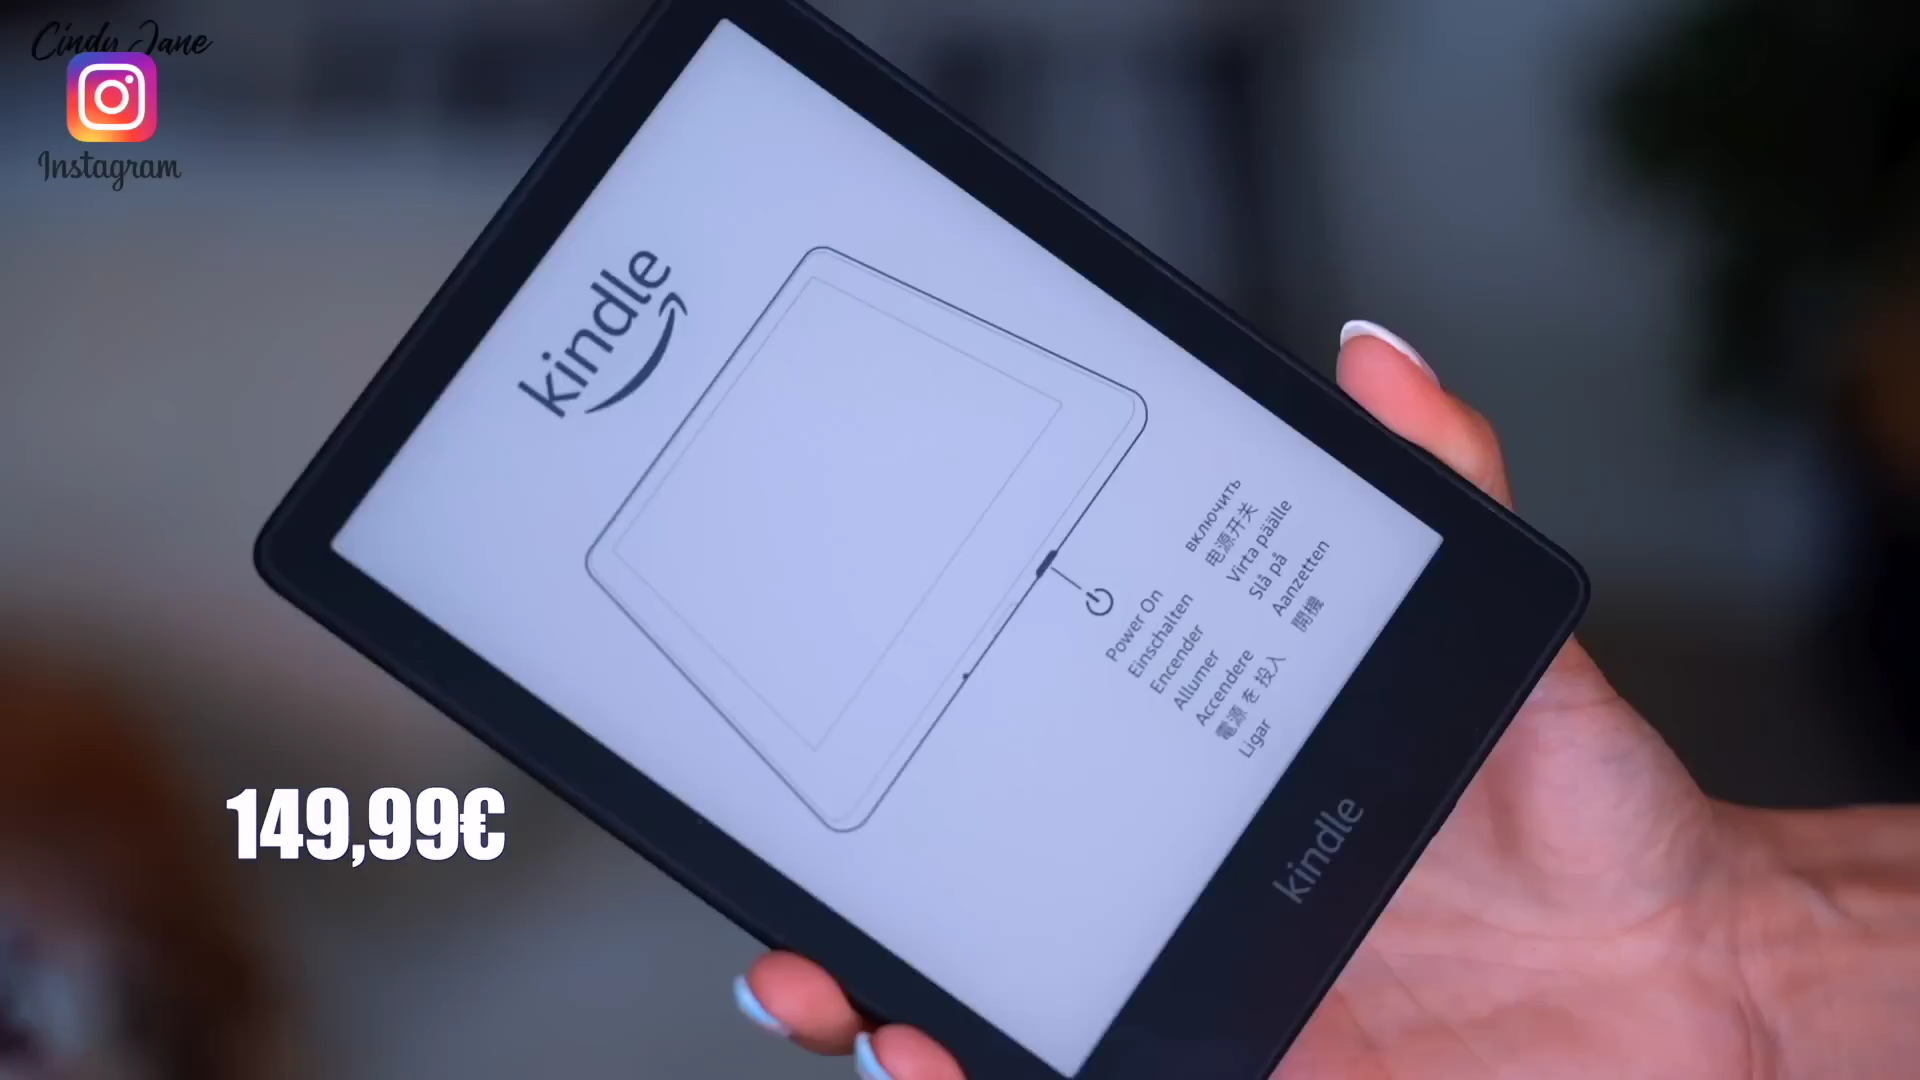 Cindy Jane
Instagram
kindle
Power On
Einschalten
Encender
Allumer
Accendere
電源を投入
Ligar
включить
电源开关
Virta päälle
Slå på
Aanzetten
開機
kindle
149,99€